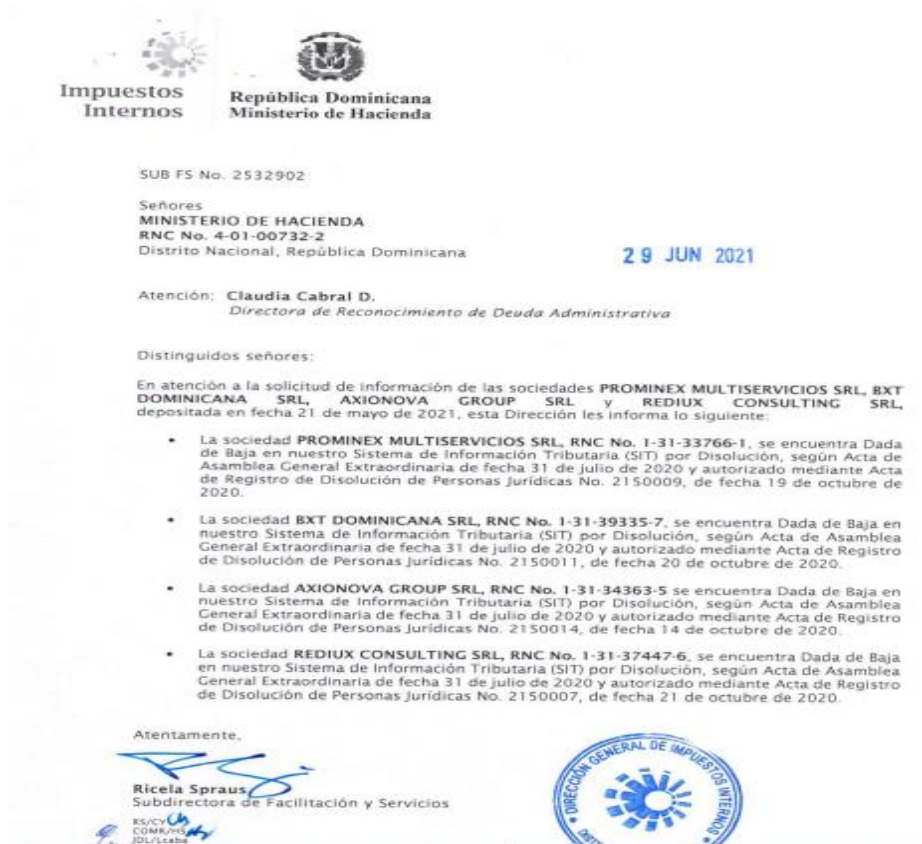 Impuestos
Internos
República Dominicana
Ministerio de Hacienda
SUB FS No. 2532902
Señores
MINISTERIO DE HACIENDA
RNC No. 4-01-00732-2
Distrito Nacional, República Dominicana
29 JUN 2021
Atención: Claudia Cabral D.
Directora de Reconocimiento de Deuda Administrativa
Distinguidos señores:
En atención a la solicitud de información de las sociedades PROMINEX MULTISERVICIOS SRL, BXT
DOMINICANA SRL, AXIONOVA GROUP SRL y REDIUX CONSULTING SRL,
depositada en fecha 21 de mayo de 2021, esta Dirección les informa lo siguiente:
• La sociedad PROMINEX MULTISERVICIOS SRL, RNC No. 1-31-33766-1, se encuentra Dada
de Baja en nuestro Sistema de Información Tributaria (SIT) por Disolución, según Acta de
Asamblea General Extraordinaria de fecha 31 de julio de 2020 y autorizado mediante Acta
de Registro de Disolución de Personas Jurídicas No. 2150009, de fecha 19 de octubre de
2020.
• La sociedad BXT DOMINICANA SRL, RNC No. 1-31-39335-7, se encuentra Dada de Baja en
nuestro Sistema de Información Tributaria (SIT) por Disolución, según Acta de Asamblea
General Extraordinaria de fecha 31 de julio de 2020 y autorizado mediante Acta de Registro
de Disolución de Personas Jurídicas No. 2150011, de fecha 20 de octubre de 2020.
• La sociedad AXIONOVA GROUP SRL, RNC No. 1-31-34363-5 se encuentra Dada de Baja en
nuestro Sistema de Información Tributaria (SIT) por Disolución, según Acta de Asamblea
General Extraordinaria de fecha 31 de julio de 2020 y autorizado mediante Acta de Registro
de Disolución de Personas Jurídicas No. 2150014, de fecha 14 de octubre de 2020.
• La sociedad REDIUX CONSULTING SRL, RNC No. 1-31-37447-6, se encuentra Dada de Baja
en nuestro Sistema de Información Tributaria (SIT) por Disolución, según Acta de Asamblea
General Extraordinaria de fecha 31 de julio de 2020 y autorizado mediante Acta de Registro
de Disolución de Personas Jurídicas No. 2150007, de fecha 21 de octubre de 2020.
Atentamente,
Ricela Spraus
Subdirectora de Facilitación y Servicios
RS/CY
COMR/HS
JDL/Lcaba
DIRECCIÓN GENERAL DE IMPUESTOS INTERNOS